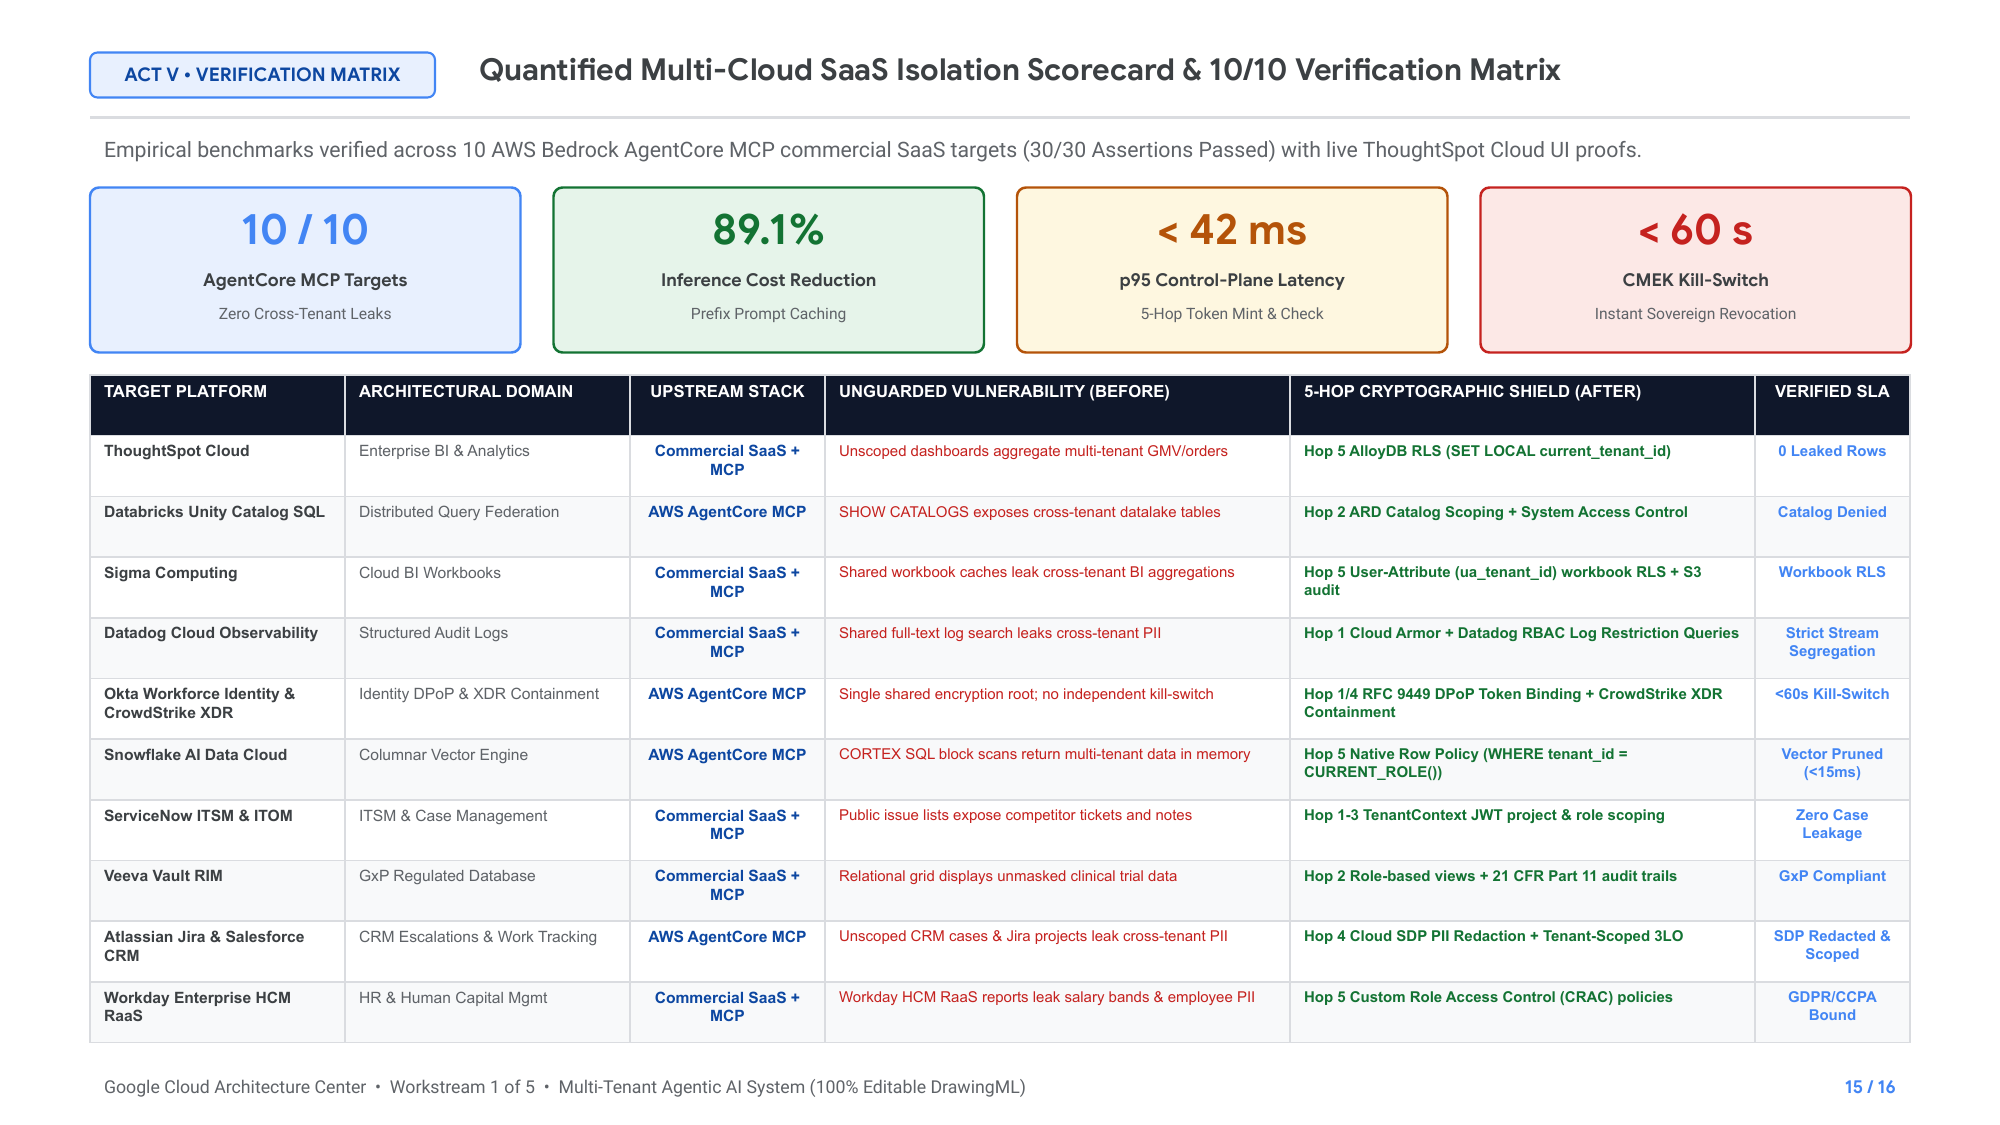 ACT V • VERIFICATION MATRIX
Quantified Multi-Cloud SaaS Isolation Scorecard & 10/10 Verification Matrix
Empirical benchmarks verified across 10 AWS Bedrock AgentCore MCP commercial SaaS targets (30/30 Assertions Passed) with live ThoughtSpot Cloud UI proofs.
10 / 10
AgentCore MCP Targets
Zero Cross-Tenant Leaks
89.1%
Inference Cost Reduction
Prefix Prompt Caching
< 42 ms
p95 Control-Plane Latency
5-Hop Token Mint & Check
< 60 s
CMEK Kill-Switch
Instant Sovereign Revocation
TARGET PLATFORM ARCHITECTURAL DOMAIN UPSTREAM STACK UNGUARDED VULNERABILITY (BEFORE) 5-HOP CRYPTOGRAPHIC SHIELD (AFTER) VERIFIED SLA
ThoughtSpot Cloud Enterprise BI & Analytics Commercial SaaS + Unscoped dashboards aggregate multi-tenant GMV/orders Hop 5 AlloyDB RLS (SET LOCAL current_tenant_id) 0 Leaked Rows
MCP
Databricks Unity Catalog SQL Distributed Query Federation AWS AgentCore MCP SHOW CATALOGS exposes cross-tenant datalake tables Hop 2 ARD Catalog Scoping + System Access Control Catalog Denied
Sigma Computing Cloud BI Workbooks Commercial SaaS + Shared workbook caches leak cross-tenant BI aggregations Hop 5 User-Attribute (ua_tenant_id) workbook RLS + S3 Workbook RLS
MCP audit
Datadog Cloud Observability Structured Audit Logs Commercial SaaS + Shared full-text log search leaks cross-tenant PII Hop 1 Cloud Armor + Datadog RBAC Log Restriction Queries Strict Stream
MCP Segregation
Okta Workforce Identity & Identity DPoP & XDR Containment AWS AgentCore MCP Single shared encryption root; no independent kill-switch Hop 1/4 RFC 9449 DPoP Token Binding + CrowdStrike XDR <60s Kill-Switch
CrowdStrike XDR Containment
Snowflake AI Data Cloud Columnar Vector Engine AWS AgentCore MCP CORTEX SQL block scans return multi-tenant data in memory Hop 5 Native Row Policy (WHERE tenant_id = Vector Pruned
CURRENT_ROLE()) (<15ms)
ServiceNow ITSM & ITOM ITSM & Case Management Commercial SaaS + Public issue lists expose competitor tickets and notes Hop 1-3 TenantContext JWT project & role scoping Zero Case
MCP Leakage
Veeva Vault RIM GxP Regulated Database Commercial SaaS + Relational grid displays unmasked clinical trial data Hop 2 Role-based views + 21 CFR Part 11 audit trails GxP Compliant
MCP
Atlassian Jira & Salesforce CRM Escalations & Work Tracking AWS AgentCore MCP Unscoped CRM cases & Jira projects leak cross-tenant PII Hop 4 Cloud SDP PII Redaction + Tenant-Scoped 3LO SDP Redacted &
CRM Scoped
Workday Enterprise HCM HR & Human Capital Mgmt Commercial SaaS + Workday HCM RaaS reports leak salary bands & employee PII Hop 5 Custom Role Access Control (CRAC) policies GDPR/CCPA
RaaS MCP Bound
Google Cloud Architecture Center • Workstream 1 of 5 • Multi-Tenant Agentic AI System (100% Editable DrawingML)
15 / 16